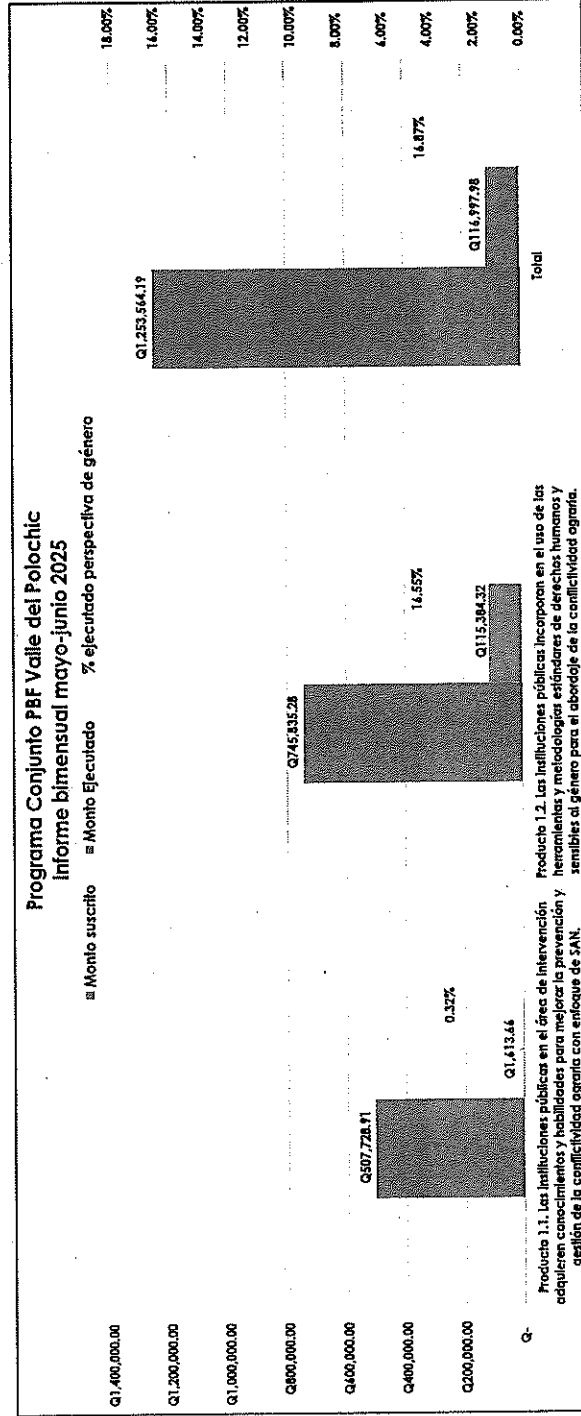 Programa Conjunto PBF Valle del Polochic
Informe bimensual mayo-junio 2025
Monto suscrito Monto Ejecutado % ejecutado perspectiva de género
Q1,400,000.00
Q1,200,000.00
Q1,000,000.00
Q800,000.00
Q600,000.00
Q400,000.00
Q200,000.00
Q-
18.00%
16.00%
14.00%
12.00%
10.00%
8.00%
6.00%
4.00%
2.00%
0.00%
Q507,728.91
Q1,613.66
0.32%
Q745,835.28
Q115,384.32
16.55%
Q1,253,564.19
Q116,997.98
16.87%
Producto 1.1. Las instituciones públicas en el área de intervención
adquieren conocimientos y habilidades para mejorar la prevención y
gestión de la conflictividad agraria con enfoque de SAN.
Producto 1.2. Las instituciones públicas incorporan en el uso de las
herramientas y metodologías estándares de derechos humanos y
sensibles al género para el abordaje de la conflictividad agraria.
Total